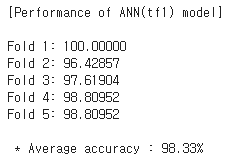 [Performance of ANN(tf1) model]
Fold 1: 100.00000
Fold 2: 96.42857
Fold 3: 97.61904
Fold 4: 98.80952
Fold 5: 98.80952
* Average accuracy : 98.33%